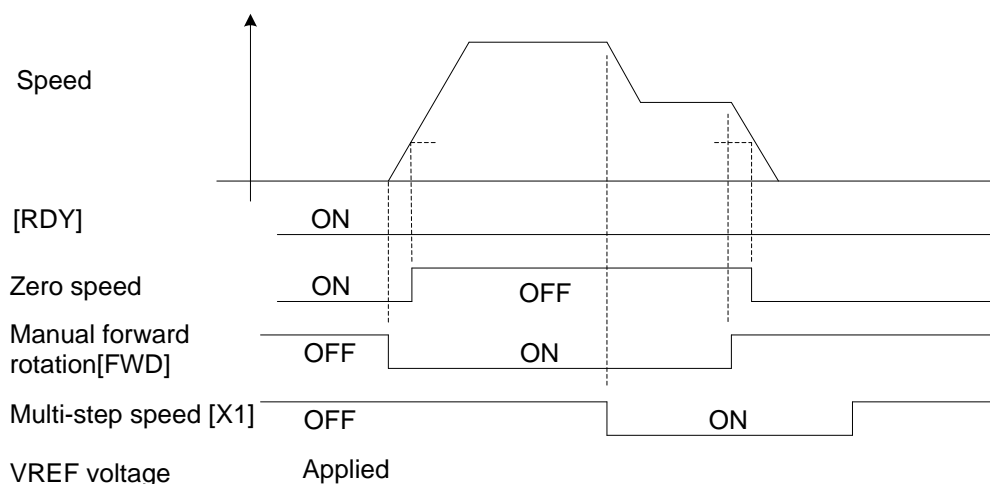 Speed
[RDY]
ON
Zero speed
ON
OFF
Manual forward
rotation[FWD]
OFF
ON
Multi-step speed [X1]
OFF
ON
VREF voltage
Applied